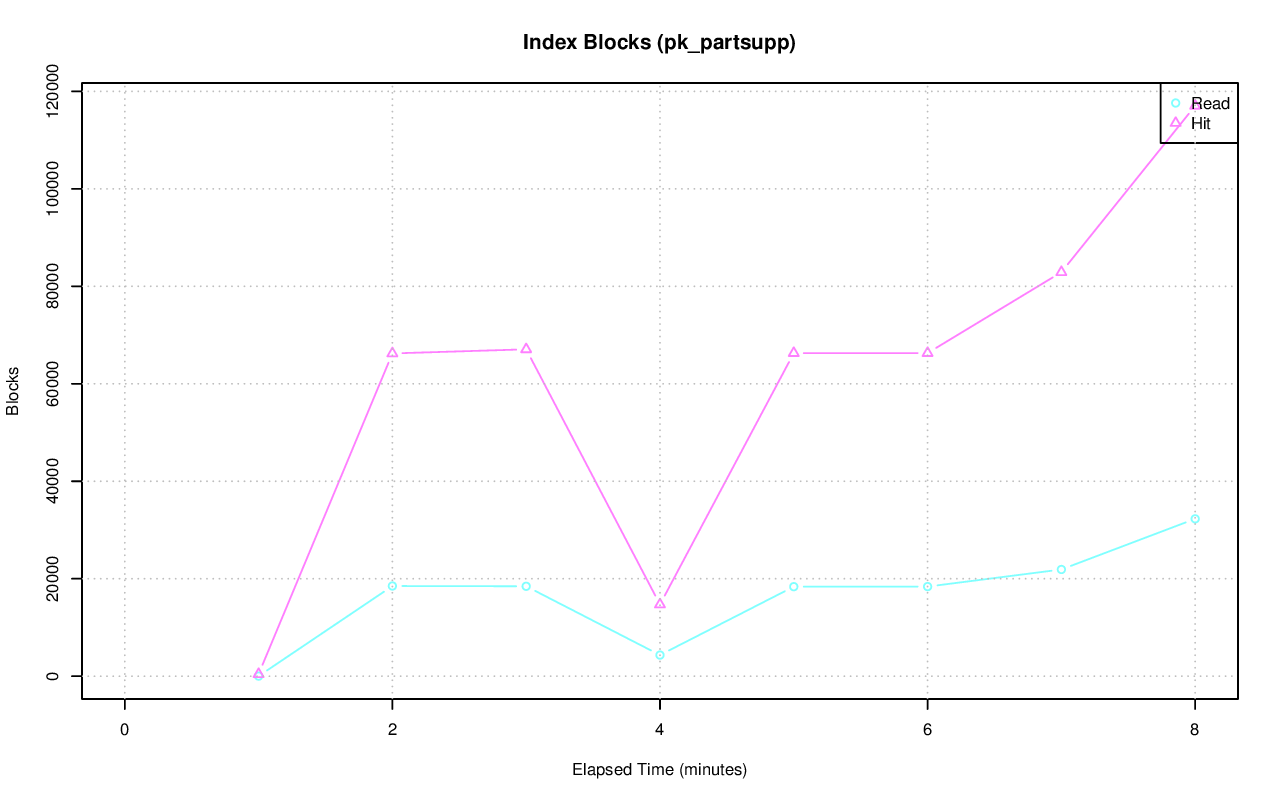 Index Blocks (pk_partsupp)
120000
100000
80000
60000
40000
20000
0
Blocks
Read
Hit
0 2 4 6 8
Elapsed Time (minutes)